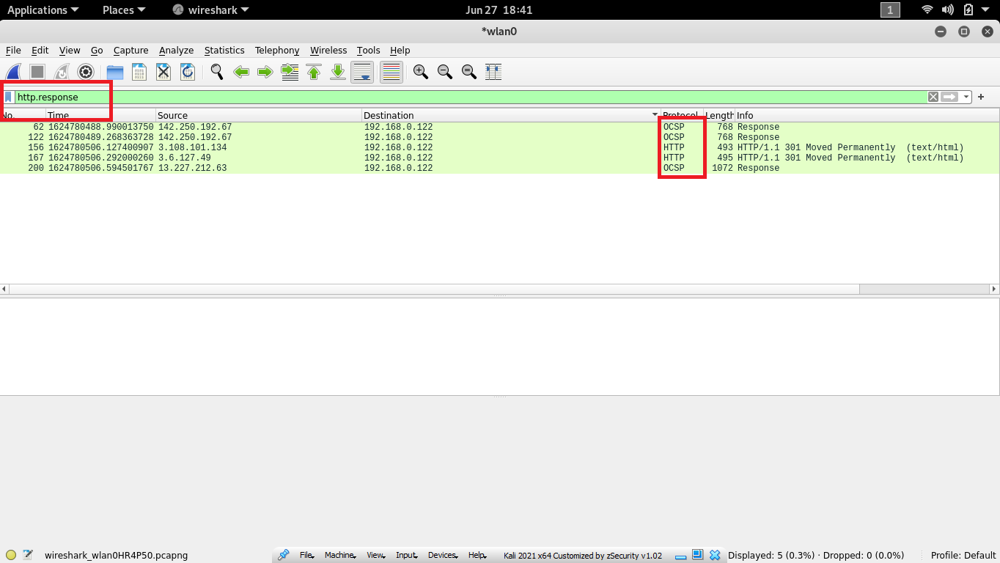 Applications Places wireshark Jun 27 18:41 1
*wlan0
File Edit View Go Capture Analyze Statistics Telephony Wireless Tools Help
http.response
No. Time Source Destination Protocol Length Info
62 1624780488.990013750 142.250.192.67 192.168.0.122 OCSP 768 Response
122 1624780489.268363728 142.250.192.67 192.168.0.122 OCSP 768 Response
156 1624780506.127400907 3.108.101.134 192.168.0.122 HTTP 493 HTTP/1.1 301 Moved Permanently (text/html)
167 1624780506.292000260 3.6.127.49 192.168.0.122 HTTP 495 HTTP/1.1 301 Moved Permanently (text/html)
200 1624780506.594501767 13.227.212.63 192.168.0.122 OCSP 1072 Response
wireshark_wlan0HR4P50.pcapng File Machine View Input Devices Help Kali 2021 x64 Customized by zSecurity v1.02 Displayed: 5 (0.3%) · Dropped: 0 (0.0%) Profile: Default